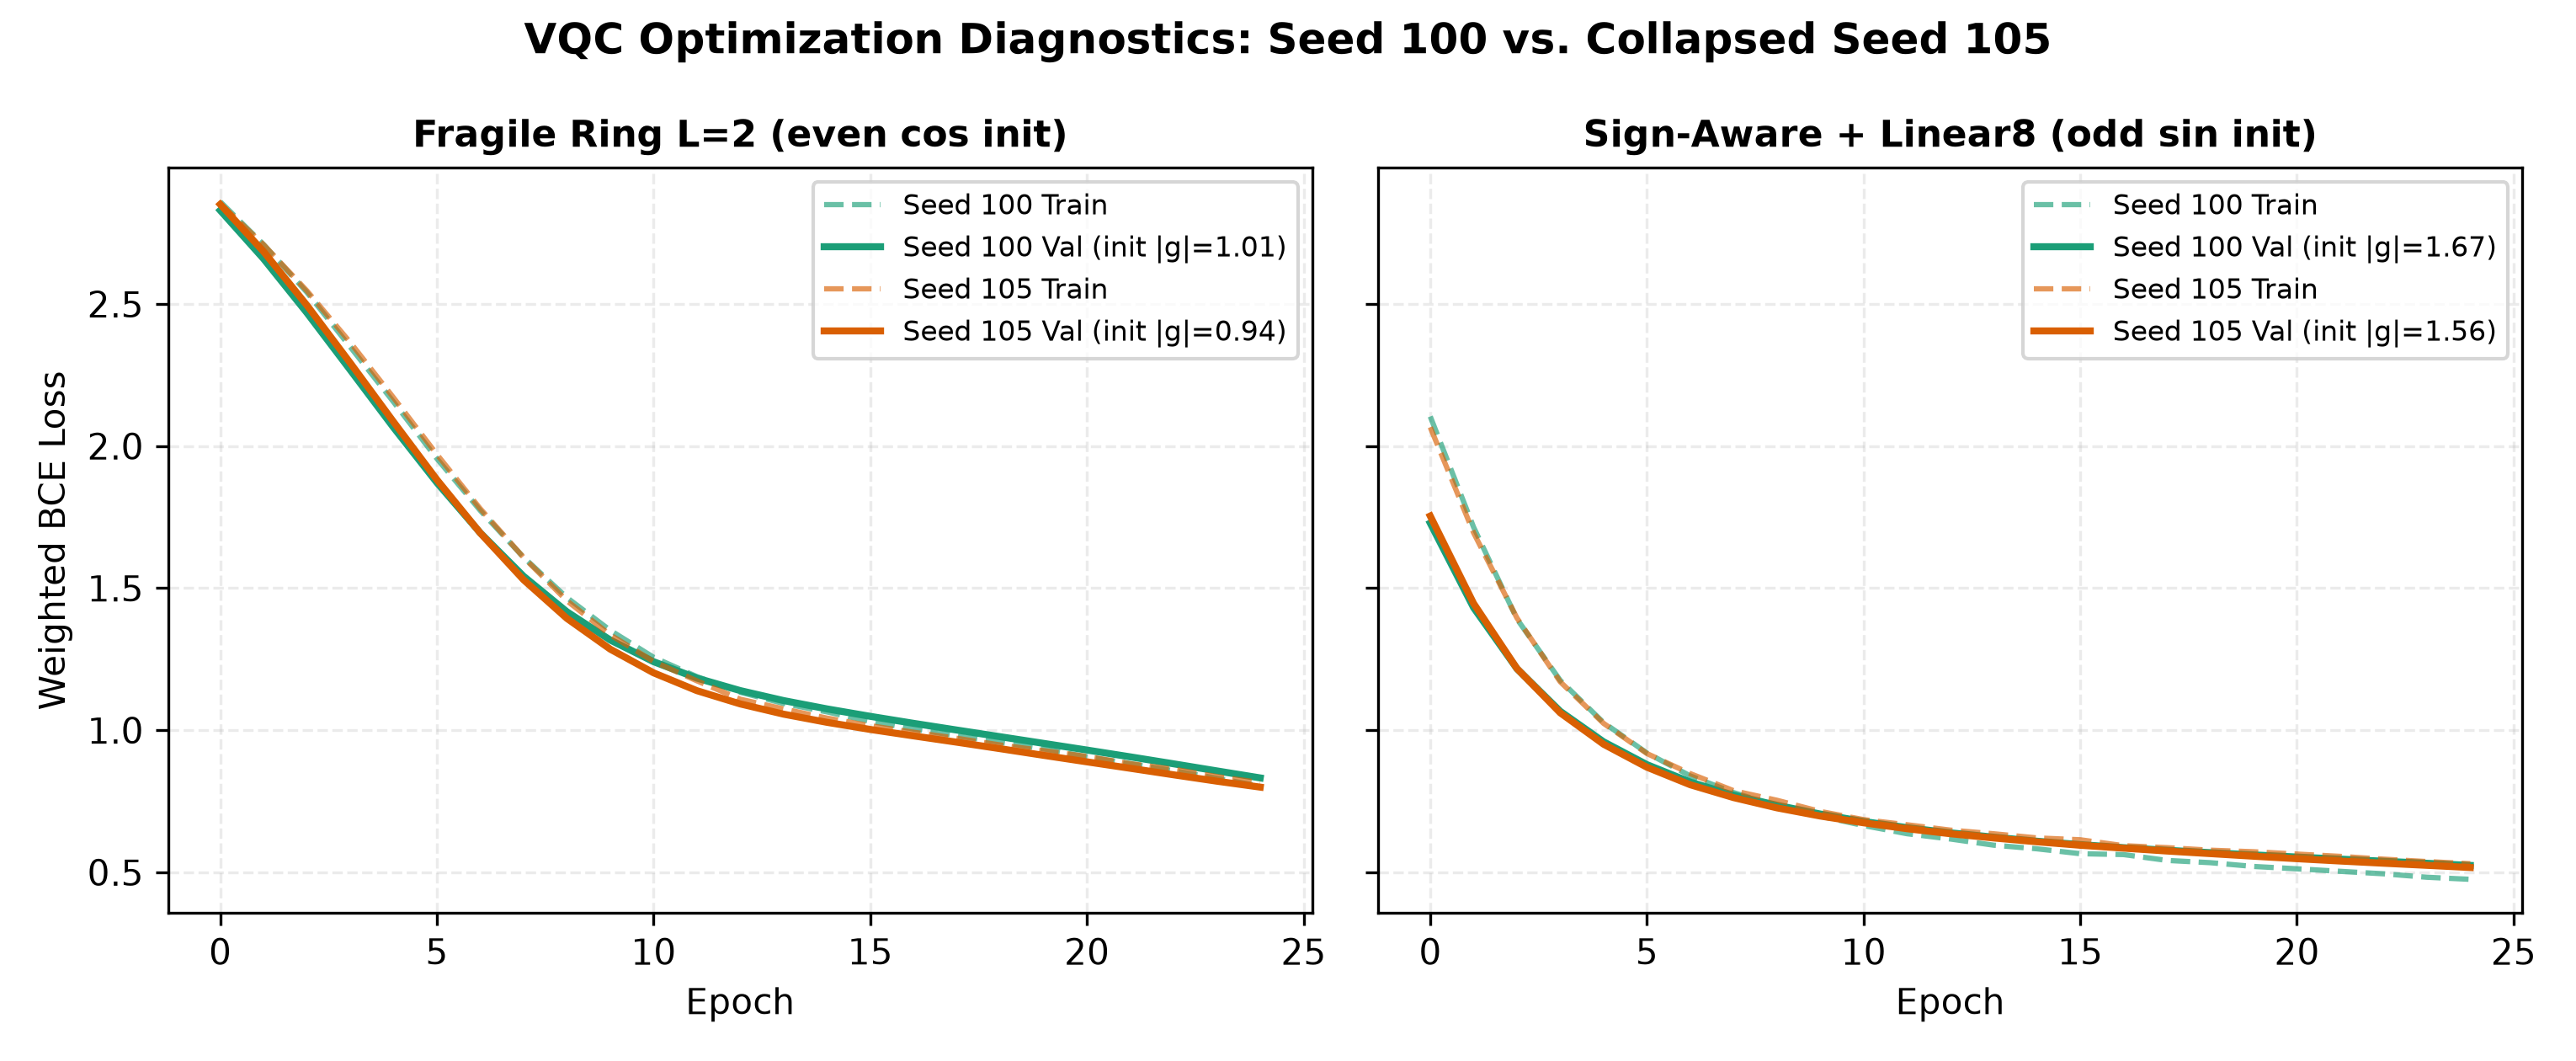 VQC Optimization Diagnostics: Seed 100 vs. Collapsed Seed 105
Fragile Ring L=2 (even cos init)
Seed 100 Train
Seed 100 Val (init |g|=1.01)
Seed 105 Train
Seed 105 Val (init |g|=0.94)
Weighted BCE Loss
2.5
2.0
1.5
1.0
0.5
0 5 10 15 20 25
Epoch
Sign-Aware + Linear8 (odd sin init)
Seed 100 Train
Seed 100 Val (init |g|=1.67)
Seed 105 Train
Seed 105 Val (init |g|=1.56)
0 5 10 15 20 25
Epoch